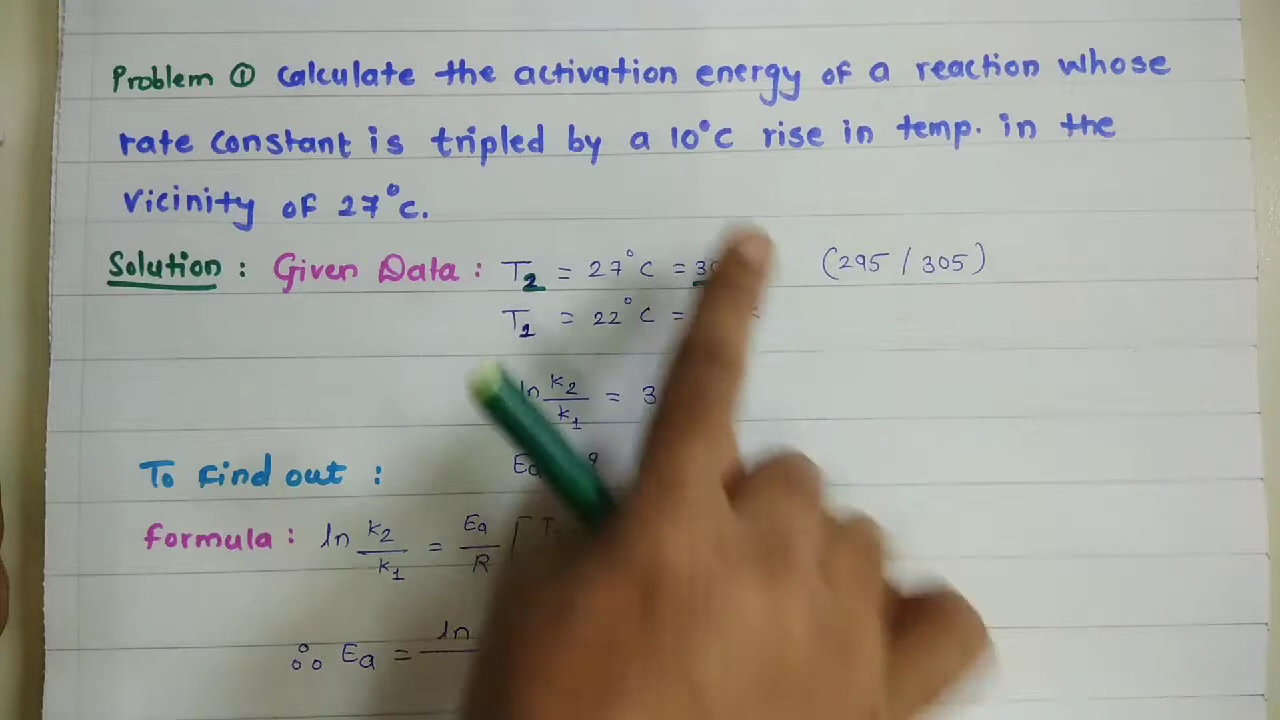 Problem ① Calculate the activation energy of a reaction whose
rate constant is tripled by a 10°C rise in temp. in the
vicinity of 27°C.
Solution: Given Data: T2 = 27°C = (295 / 305)
T2 = 22°C =
ln k2/k1 = 3
To Find out:
Formula: ln k2/k1 = Ea/R [
∴ Ea = ln